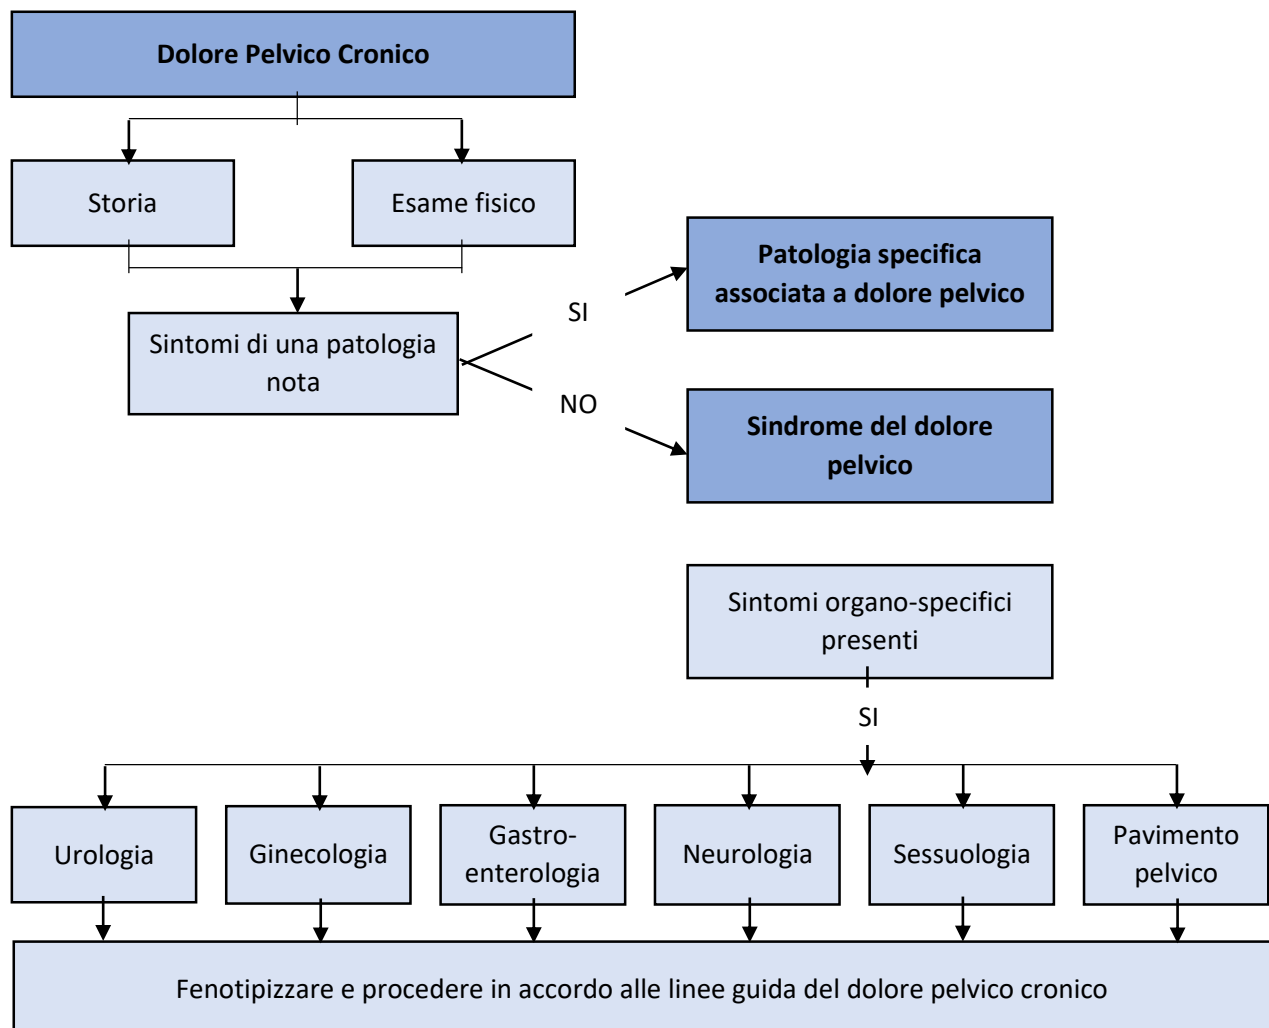 Dolore Pelvico Cronico
Storia
Esame fisico
Patologia specifica
associata a dolore pelvico
SI
Sintomi di una patologia
nota
NO
Sindrome del dolore
pelvico
Sintomi organo-specifici
presenti
SI
Urologia
Ginecologia
Gastro-
enterologia
Neurologia
Sessuologia
Pavimento
pelvico
Fenotipizzare e procedere in accordo alle linee guida del dolore pelvico cronico